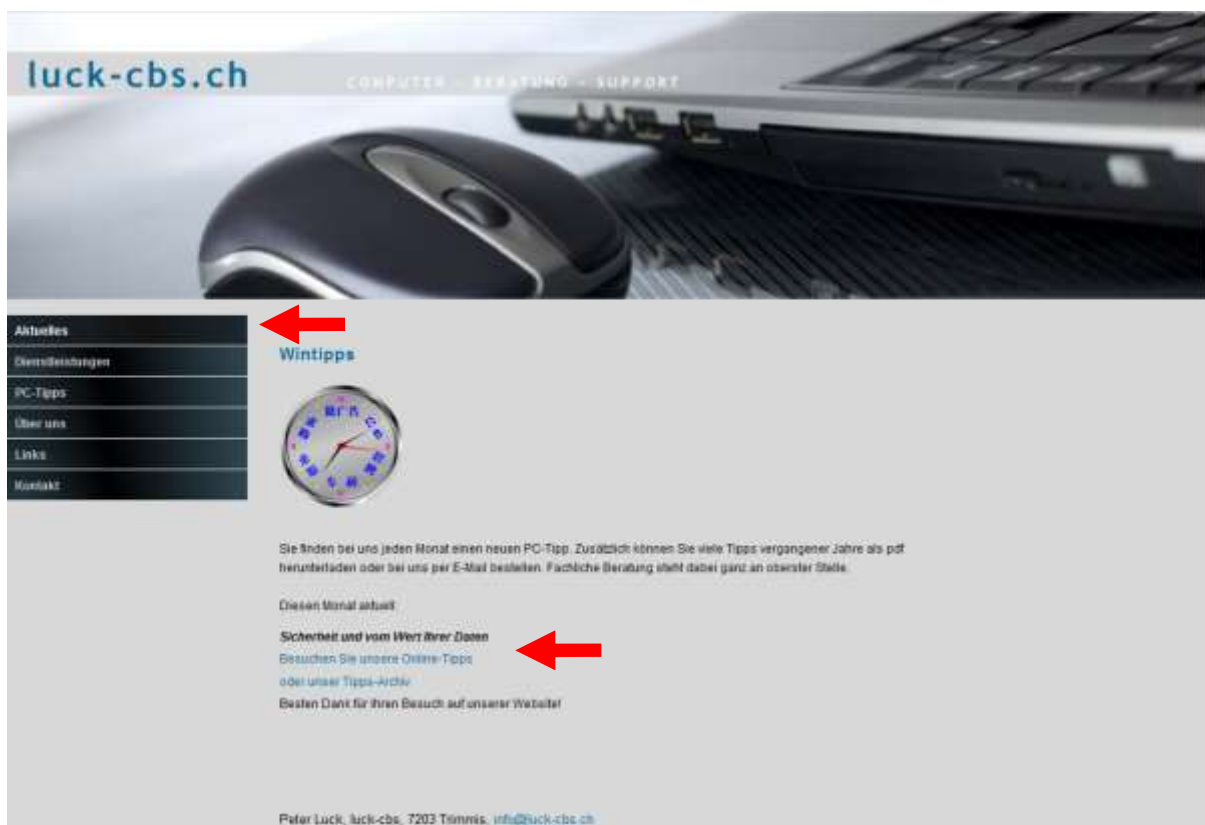 luck-cbs.ch
COMPUTER - BERATUNG - SUPPORT
Aktuelles
Dienstleistungen
PC-Tipps
Über uns
Links
Kontakt
Wintipps
Sie finden bei uns jeden Monat einen neuen PC-Tipp. Zusätzlich können Sie viele Tipps vergangener Jahre als pdf
herunterladen oder bei uns per E-Mail bestellen. Fachliche Beratung steht dabei ganz an oberster Stelle.
Diesen Monat aktuell
Sicherheit und vom Wert Ihrer Daten
Besuchen Sie unsere Online-Tipps
oder unser Tipps-Archiv
Besten Dank für Ihren Besuch auf unserer Website!
Peter Luck, luck-cbs, 7203 Trimmis, info@luck-cbs.ch